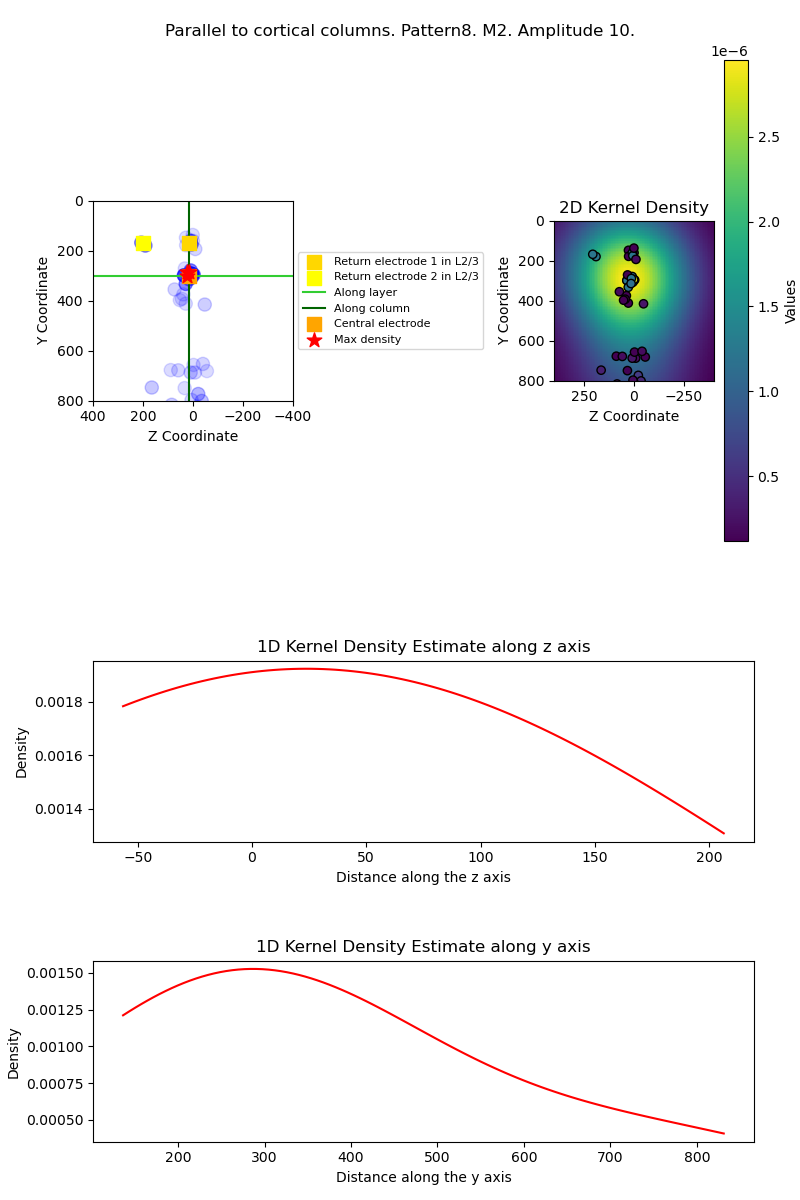 Parallel to cortical columns. Pattern8. M2. Amplitude 10.
0
200
400
600
800
400
200
0
−200
−400
Y Coordinate
Z Coordinate
Return electrode 1 in L2/3
Return electrode 2 in L2/3
Along layer
Along column
Central electrode
Max density
2D Kernel Density
0
200
400
600
800
250
0
−250
Y Coordinate
Z Coordinate
1e−6
2.5
2.0
1.5
1.0
0.5
Values
1D Kernel Density Estimate along z axis
0.0018
0.0016
0.0014
Density
−50
0
50
100
150
200
Distance along the z axis
1D Kernel Density Estimate along y axis
0.00150
0.00125
0.00100
0.00075
0.00050
Density
200
300
400
500
600
700
800
Distance along the y axis